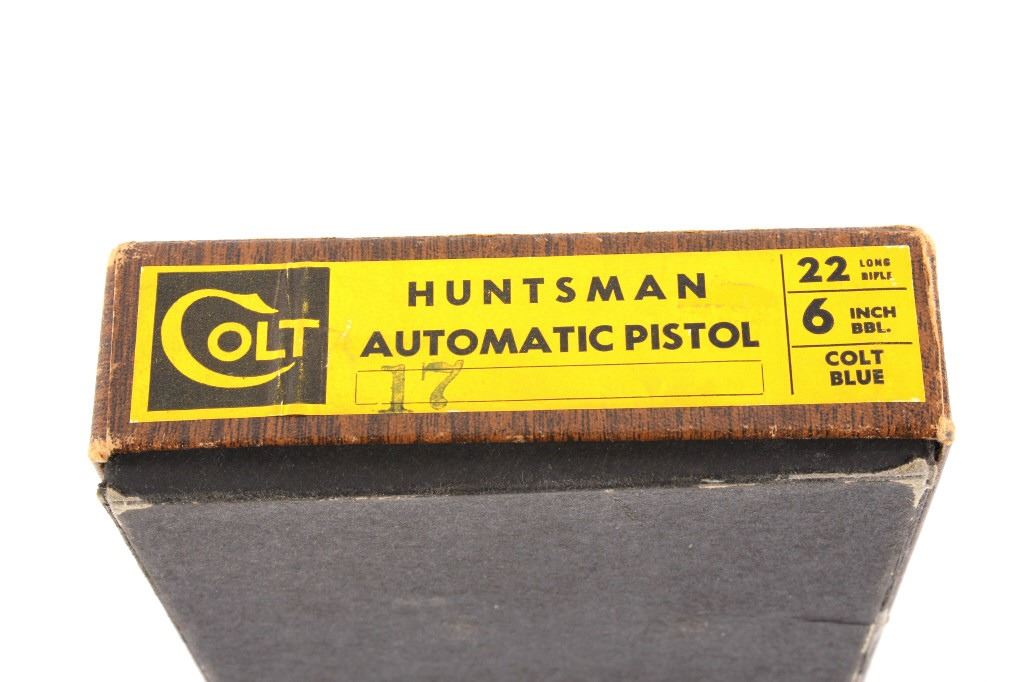 COLT
HUNTSMAN
AUTOMATIC PISTOL
17
22 LONG RIFLE
6 INCH BBL.
COLT
BLUE